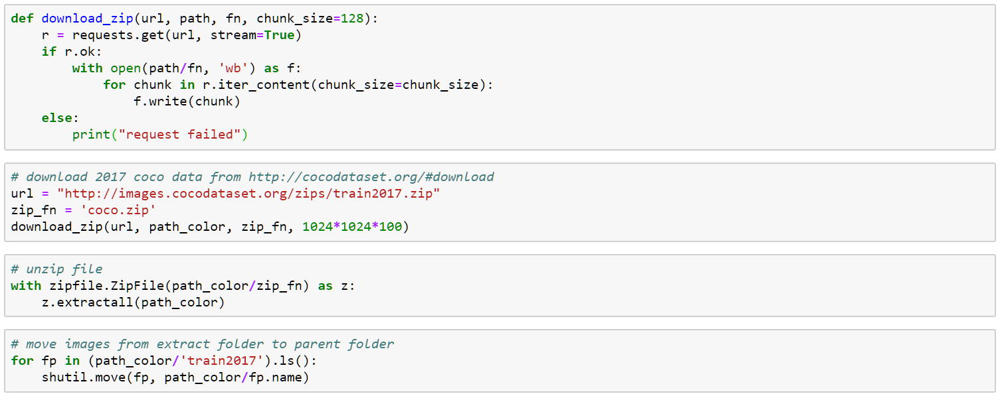 def download_zip(url, path, fn, chunk_size=128):
    r = requests.get(url, stream=True)
    if r.ok:
        with open(path/fn, 'wb') as f:
            for chunk in r.iter_content(chunk_size=chunk_size):
                f.write(chunk)
    else:
        print("request failed")
# download 2017 coco data from http://cocodataset.org/#download
url = "http://images.cocodataset.org/zips/train2017.zip"
zip_fn = 'coco.zip'
download_zip(url, path_color, zip_fn, 1024*1024*100)
# unzip file
with zipfile.ZipFile(path_color/zip_fn) as z:
    z.extractall(path_color)
# move images from extract folder to parent folder
for fp in (path_color/'train2017').ls():
    shutil.move(fp, path_color/fp.name)